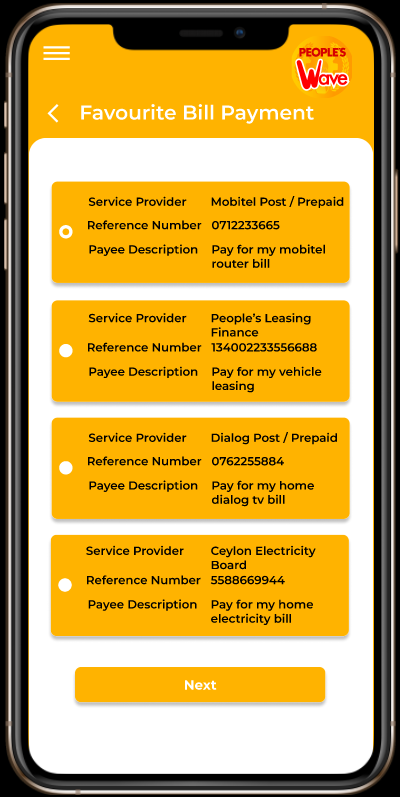 PEOPLE'S
Wave
Favourite Bill Payment
Service Provider Mobitel Post / Prepaid
Reference Number 0712233665
Payee Description Pay for my mobitel
router bill
Service Provider People's Leasing
Finance
Reference Number 134002233556688
Payee Description Pay for my vehicle
leasing
Service Provider Dialog Post / Prepaid
Reference Number 0762255884
Payee Description Pay for my home
dialog tv bill
Service Provider Ceylon Electricity
Board
Reference Number 5588669944
Payee Description Pay for my home
electricity bill
Next